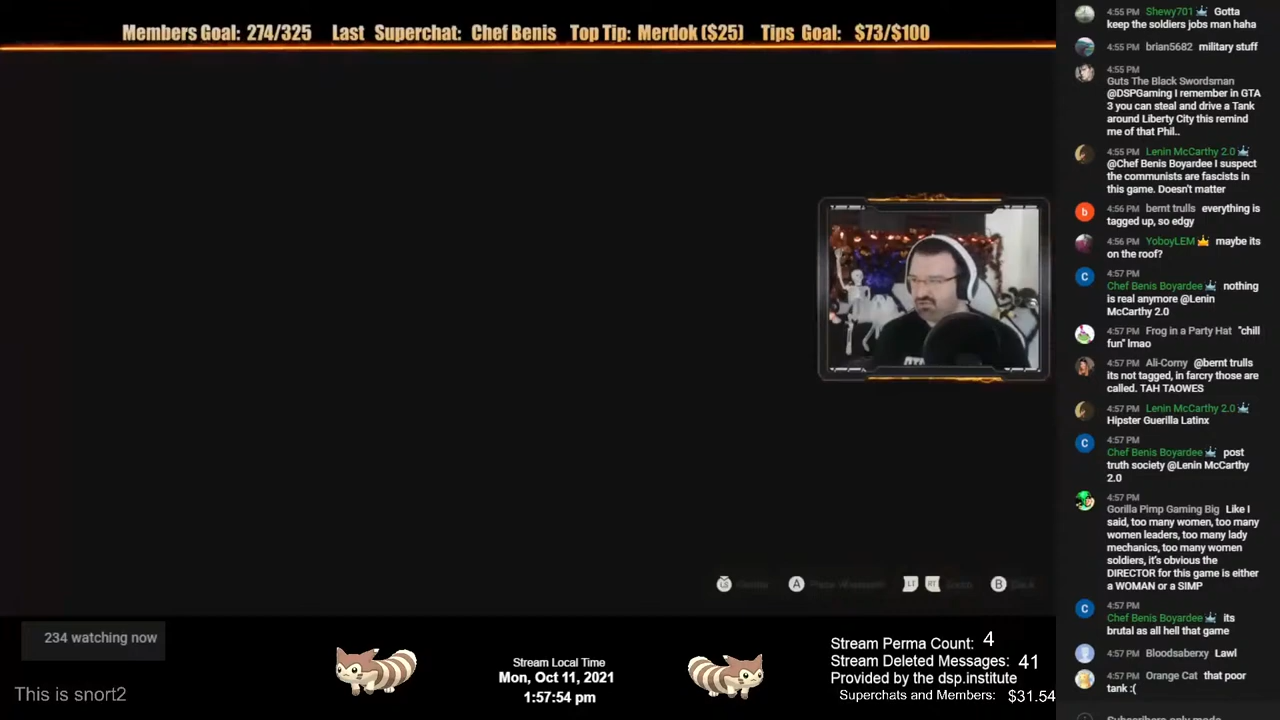 Members Goal: 274/325 Last Superchat: Chef Benis Top Tip: Merdok ($25) Tips Goal: $73/$100
4:55 PM Shewy701 Gotta
keep the soldiers jobs man haha
4:55 PM brian5682 military stuff
4:55 PM
Guts The Black Swordsman
@DSPGaming I remember in GTA
3 you can steal and drive a Tank
around Liberty City this remind
me of that Phil..
4:55 PM Lenin McCarthy 2.0
@Chef Benis Boyardee I suspect
the communists are fascists in
this game. Doesn't matter
4:56 PM bernt trulls everything is
tagged up, so edgy
4:56 PM YoboyLEM maybe its
on the roof?
4:57 PM
Chef Benis Boyardee nothing
is real anymore @Lenin
McCarthy 2.0
4:57 PM Frog in a Party Hat "chill
fun" lmao
4:57 PM Ali-Comy @bernt trulls
its not tagged, in farcry those are
called. TAH TAOWES
4:57 PM Lenin McCarthy 2.0
Hipster Guerilla Latinx
4:57 PM
Chef Benis Boyardee post
truth society @Lenin McCarthy
2.0
4:57 PM
Gorilla Pimp Gaming Big Like I
said, too many women, too many
women leaders, too many lady
mechanics, too many women
soldiers, it's obvious the
DIRECTOR for this game is either
a WOMAN or a SIMP
4:57 PM
Chef Benis Boyardee its
brutal as all hell that game
4:57 PM Bloodsaberxy Lawl
4:57 PM Orange Cat that poor
tank :(
LS A LT RT B
234 watching now
This is snort2
Stream Local Time
Mon, Oct 11, 2021
1:57:54 pm
Stream Perma Count: 4
Stream Deleted Messages: 41
Provided by the dsp.institute
Superchats and Members: $31.54